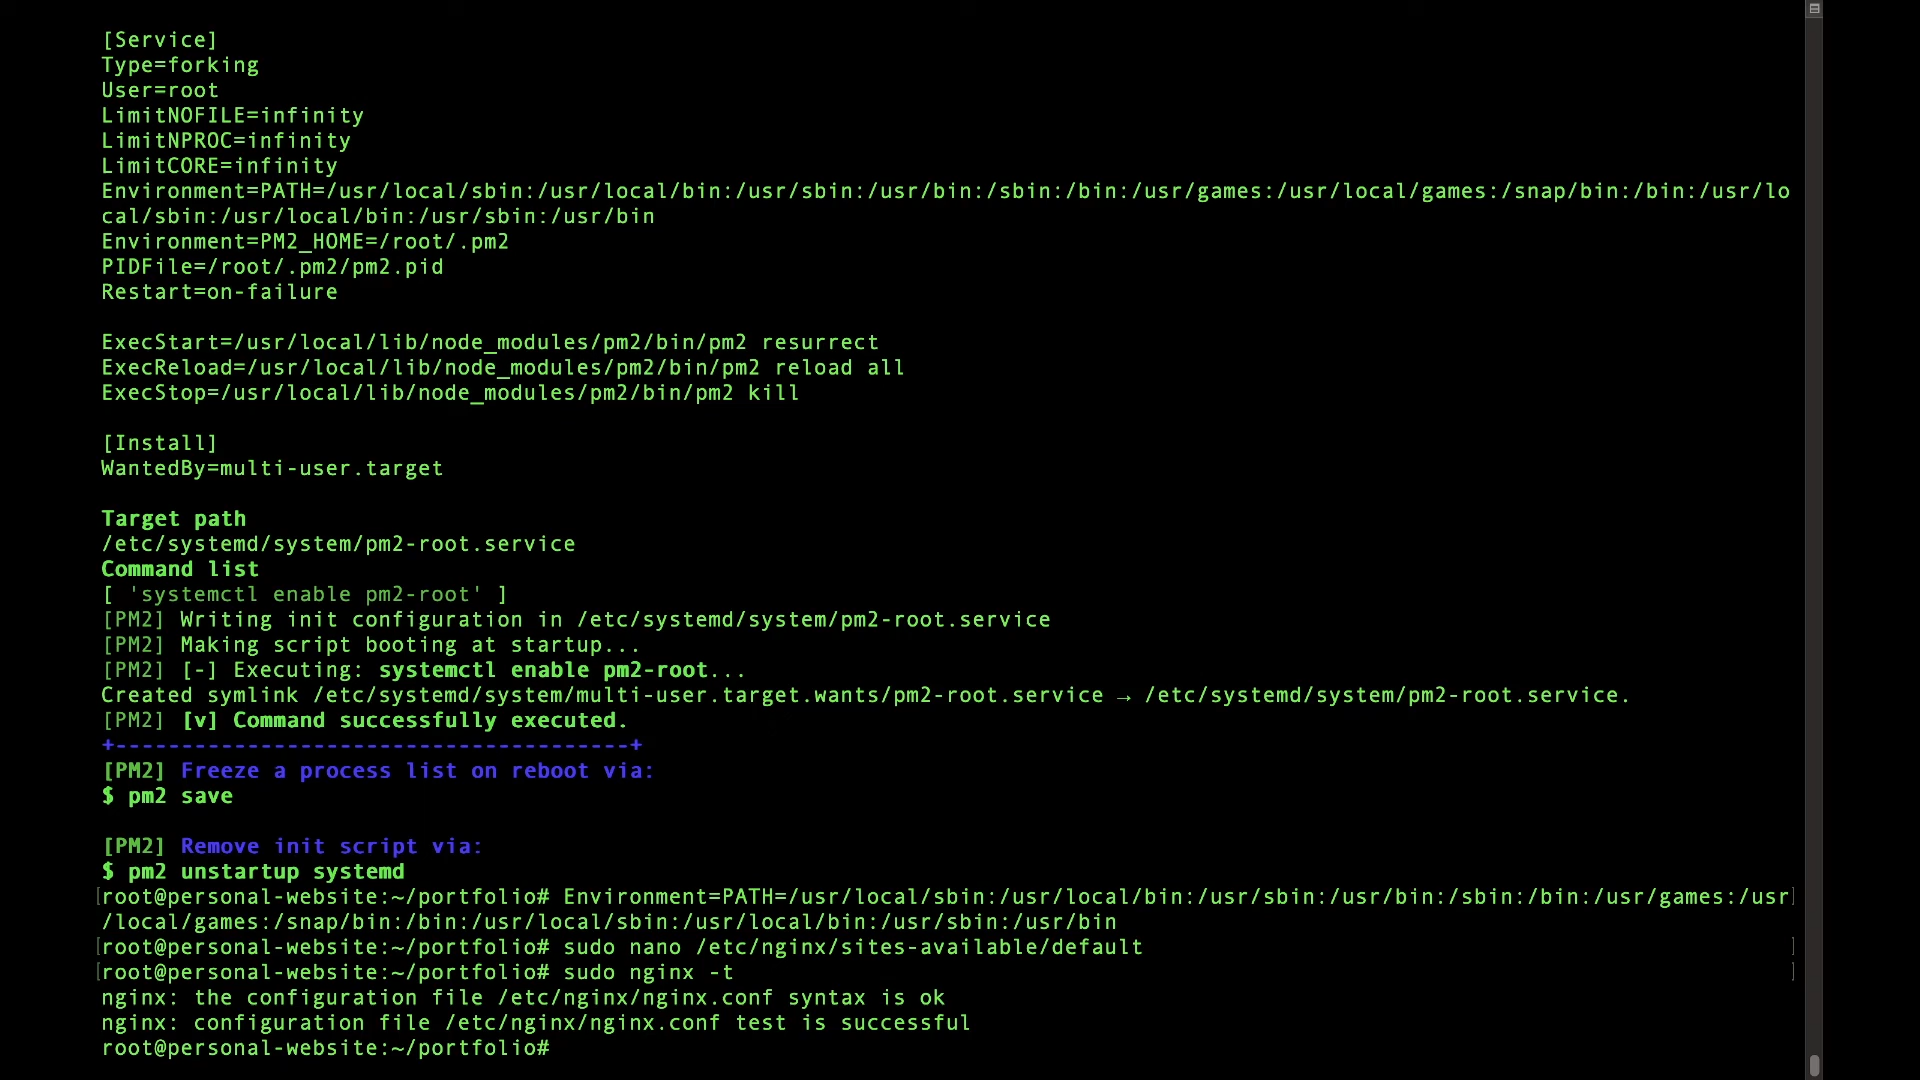 [Service]
Type=forking
User=root
LimitNOFILE=infinity
LimitNPROC=infinity
LimitCORE=infinity
Environment=PATH=/usr/local/sbin:/usr/local/bin:/usr/sbin:/usr/bin:/sbin:/bin:/usr/games:/usr/local/games:/snap/bin:/bin:/usr/lo
cal/sbin:/usr/local/bin:/usr/sbin:/usr/bin
Environment=PM2_HOME=/root/.pm2
PIDFile=/root/.pm2/pm2.pid
Restart=on-failure

ExecStart=/usr/local/lib/node_modules/pm2/bin/pm2 resurrect
ExecReload=/usr/local/lib/node_modules/pm2/bin/pm2 reload all
ExecStop=/usr/local/lib/node_modules/pm2/bin/pm2 kill

[Install]
WantedBy=multi-user.target

Target path
/etc/systemd/system/pm2-root.service
Command list
[ 'systemctl enable pm2-root' ]
[PM2] Writing init configuration in /etc/systemd/system/pm2-root.service
[PM2] Making script booting at startup...
[PM2] [-] Executing: systemctl enable pm2-root...
Created symlink /etc/systemd/system/multi-user.target.wants/pm2-root.service → /etc/systemd/system/pm2-root.service.
[PM2] [v] Command successfully executed.
+---------------------------------------+
[PM2] Freeze a process list on reboot via:
$ pm2 save

[PM2] Remove init script via:
$ pm2 unstartup systemd
[root@personal-website:~/portfolio# Environment=PATH=/usr/local/sbin:/usr/local/bin:/usr/sbin:/usr/bin:/sbin:/bin:/usr/games:/usr]
/local/games:/snap/bin:/bin:/usr/local/sbin:/usr/local/bin:/usr/sbin:/usr/bin
[root@personal-website:~/portfolio# sudo nano /etc/nginx/sites-available/default ]
[root@personal-website:~/portfolio# sudo nginx -t ]
nginx: the configuration file /etc/nginx/nginx.conf syntax is ok
nginx: configuration file /etc/nginx/nginx.conf test is successful
root@personal-website:~/portfolio#